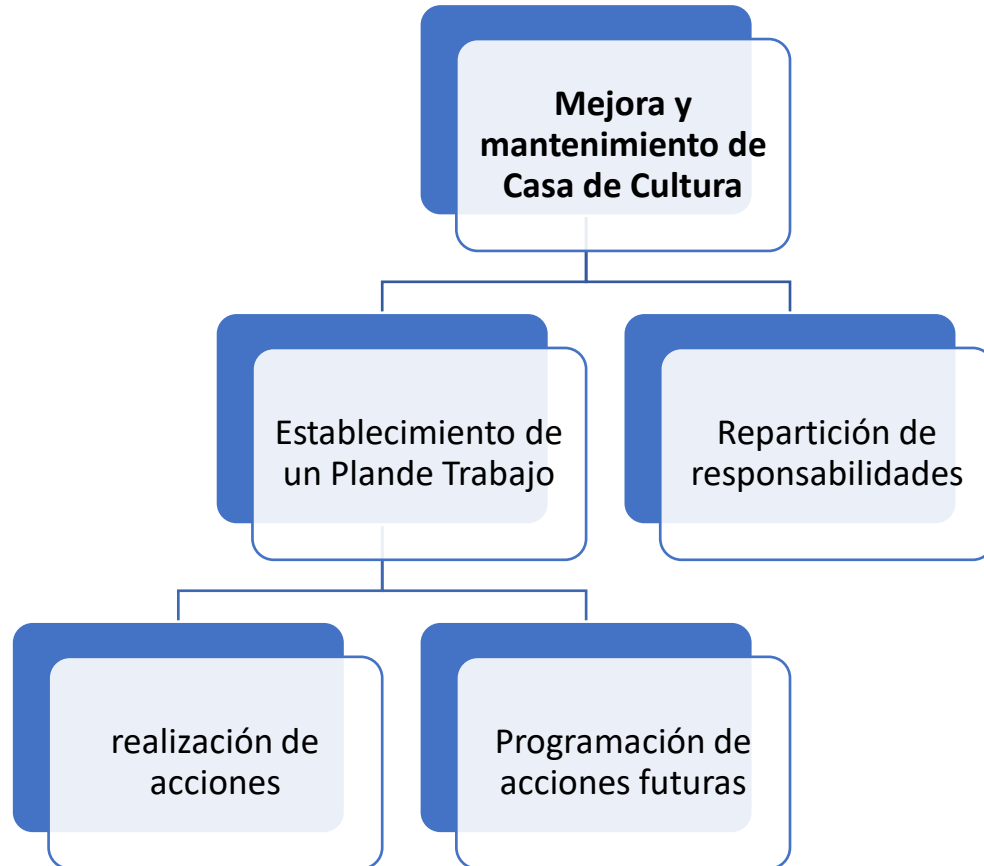 Mejora y
mantenimiento de
Casa de Cultura
Establecimiento de
un Plande Trabajo
Repartición de
responsabilidades
realización de
acciones
Programación de
acciones futuras